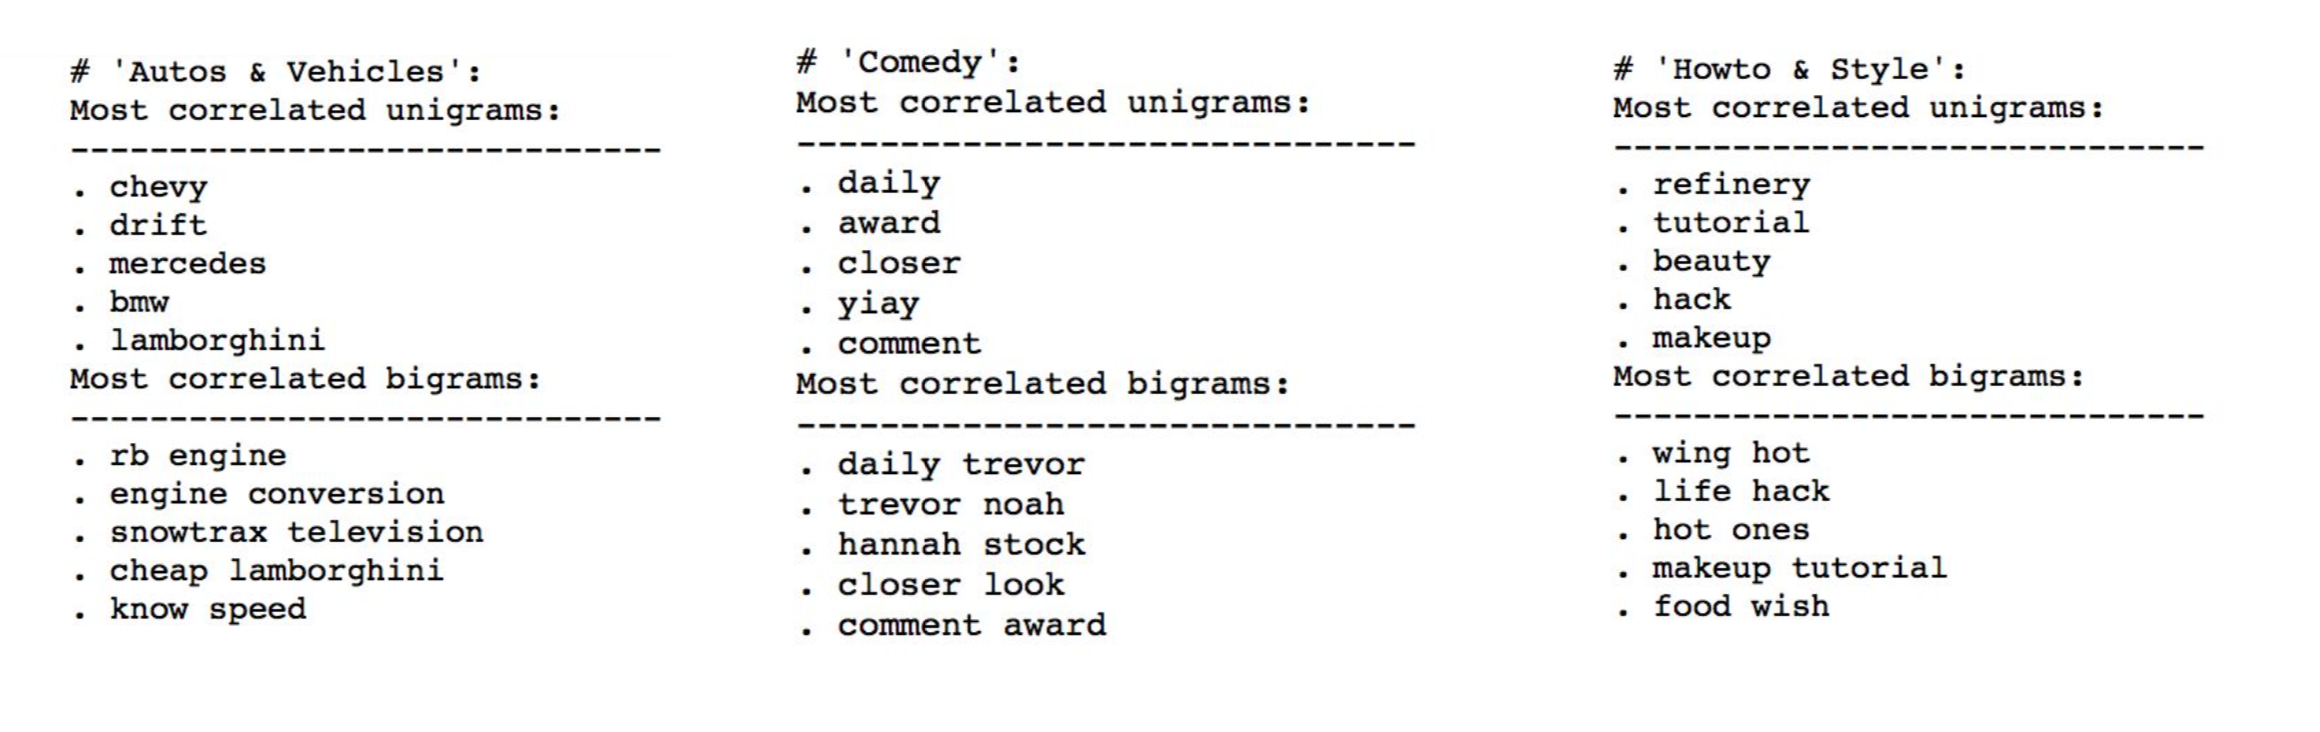 # 'Autos & Vehicles':
Most correlated unigrams:
------------------------------
. chevy
. drift
. mercedes
. bmw
. lamborghini
Most correlated bigrams:
------------------------------
. rb engine
. engine conversion
. snowtrax television
. cheap lamborghini
. know speed
# 'Comedy':
Most correlated unigrams:
------------------------------
. daily
. award
. closer
. yiay
. comment
Most correlated bigrams:
------------------------------
. daily trevor
. trevor noah
. hannah stock
. closer look
. comment award
# 'Howto & Style':
Most correlated unigrams:
------------------------------
. refinery
. tutorial
. beauty
. hack
. makeup
Most correlated bigrams:
------------------------------
. wing hot
. life hack
. hot ones
. makeup tutorial
. food wish